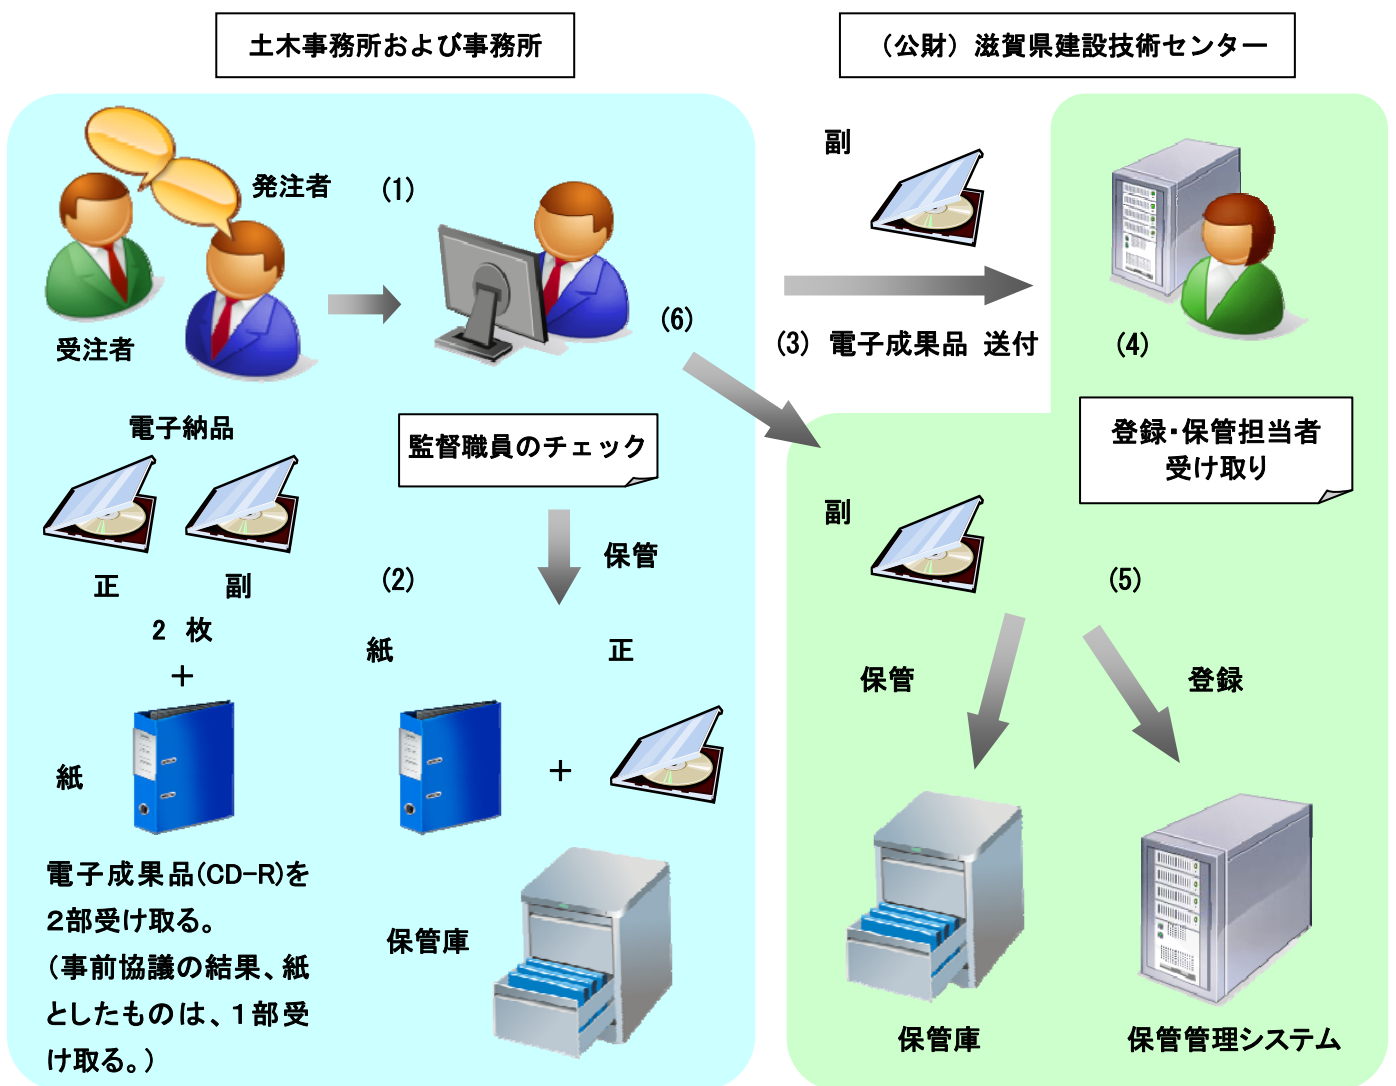 土木事務所および事務所
(公財)滋賀県建設技術センター
発注者
(1)
受注者
(6)
副
(3) 電子成果品 送付
(4)
電子納品
監督職員のチェック
登録・保管担当者
受け取り
正
副
2 枚
+
紙
(2)
保管
紙
正
+
副
(5)
保管
登録
電子成果品(CD-R)を
2部受け取る。
(事前協議の結果、紙
としたものは、1部受
け取る。)
保管庫
保管庫
保管管理システム